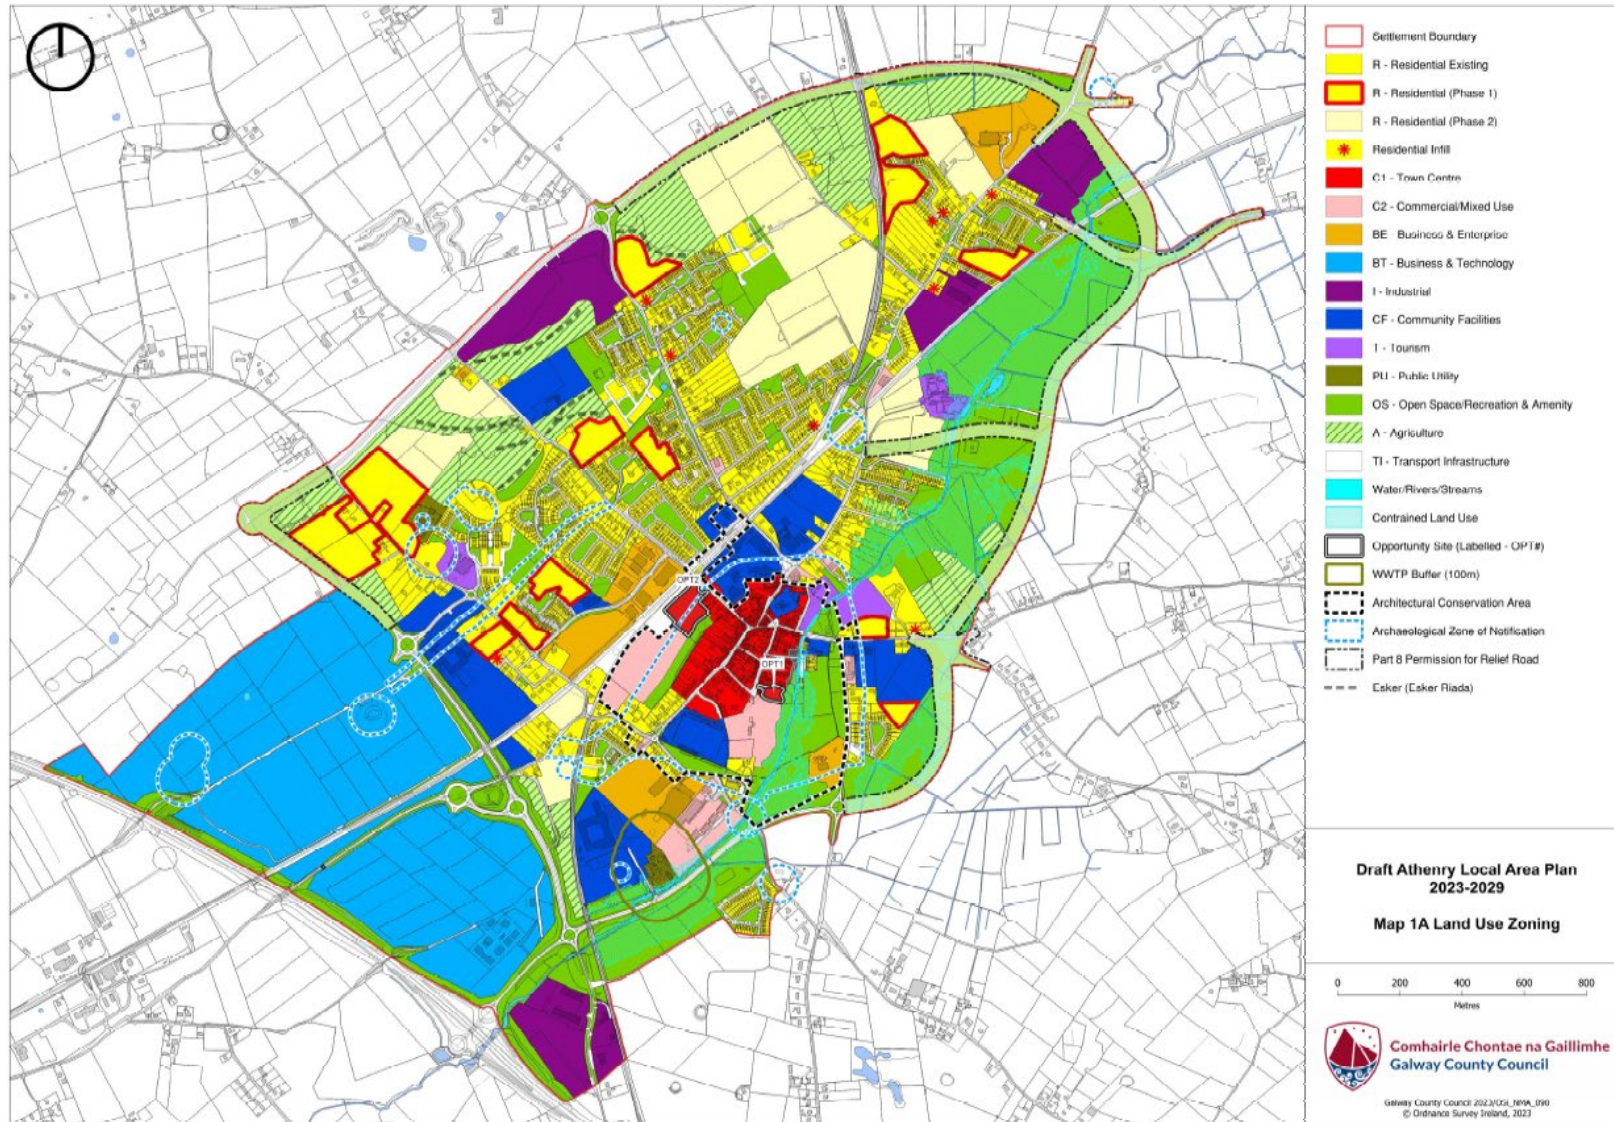 OPT2
OPT1
Settlement Boundary
R - Residential Existing
R - Residential (Phase 1)
R - Residential (Phase 2)
Residential Infill
C1 - Town Centre
C2 - Commercial/Mixed Use
BE - Business & Enterprise
BT - Business & Technology
I - Industrial
CF - Community Facilities
T - Tourism
PU - Public Utility
OS - Open Space/Recreation & Amenity
A - Agriculture
TI - Transport Infrastructure
Water/Rivers/Streams
Contrained Land Use
Opportunity Site (Labelled - OPT#)
WWTP Buffer (100m)
Architectural Conservation Area
Archaeological Zone of Notification
Part 8 Permission for Relief Road
Esker (Esker Riada)
Draft Athenry Local Area Plan
2023-2029
Map 1A Land Use Zoning
0 200 400 600 800
Metres
Comhairle Chontae na Gaillimhe
Galway County Council
Galway County Council 2023/OSi_NMA_090
© Ordnance Survey Ireland, 2023